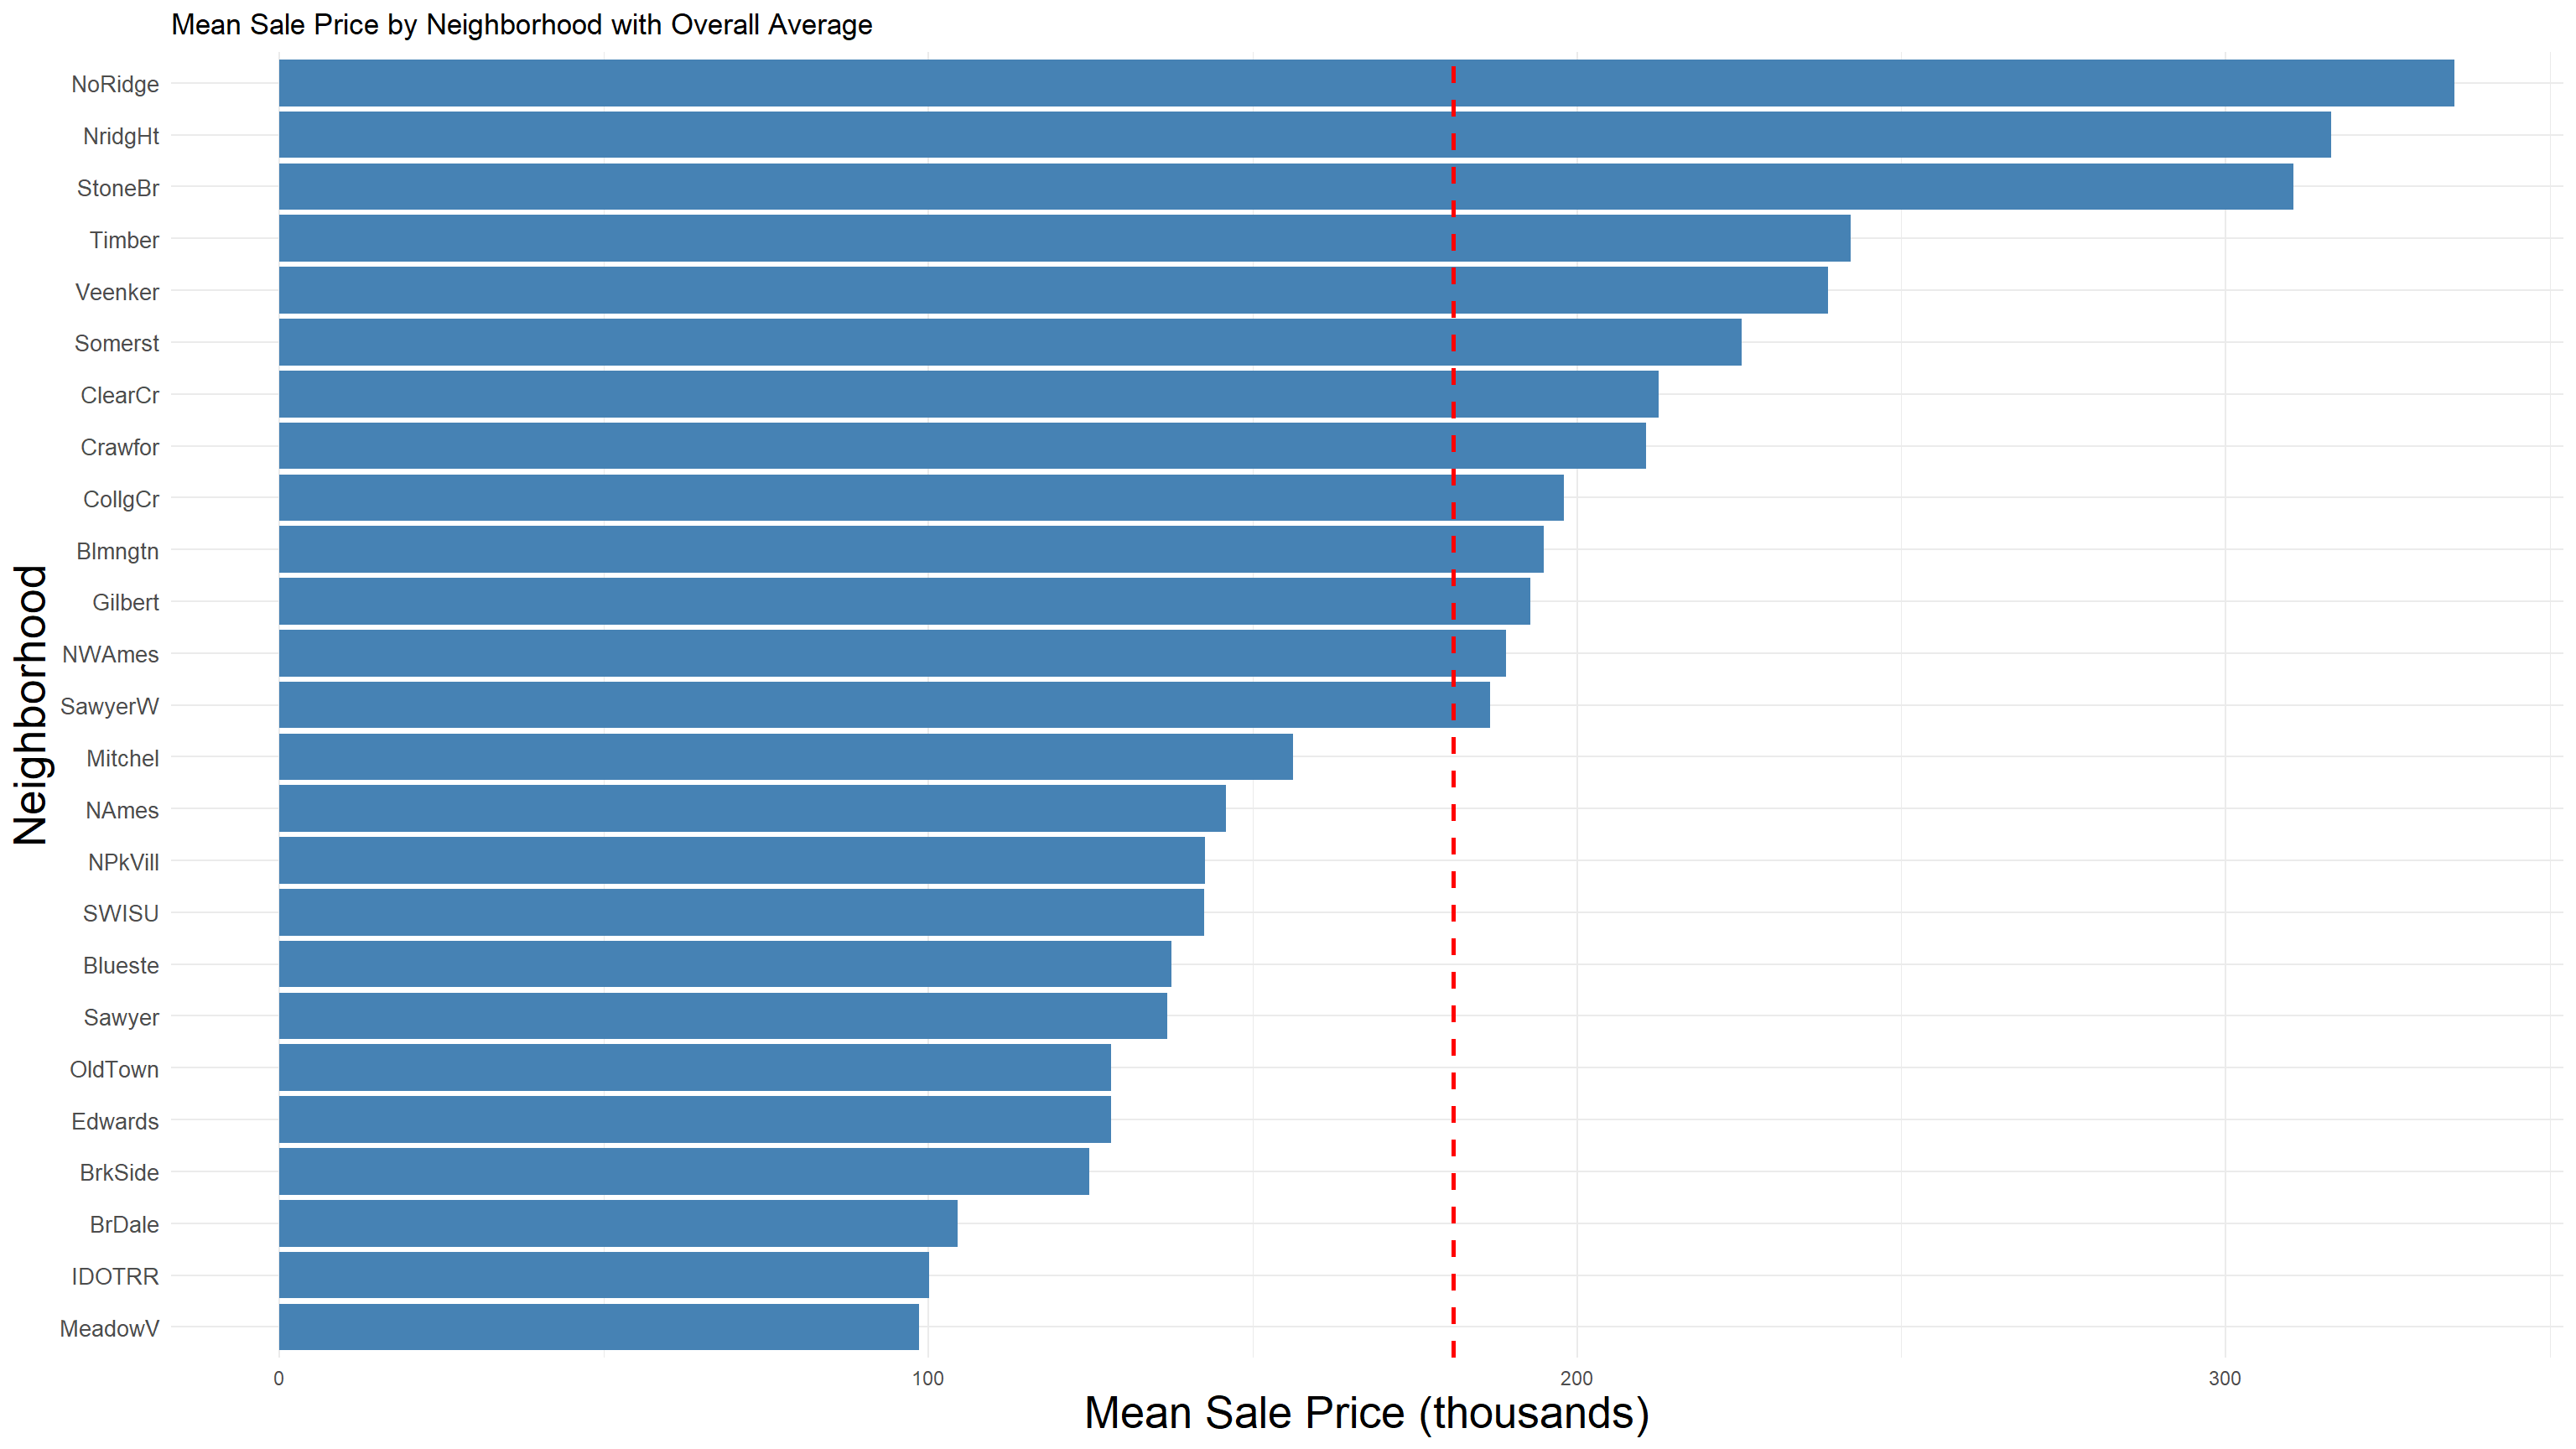 Mean Sale Price by Neighborhood with Overall Average
Neighborhood
NoRidge
NridgHt
StoneBr
Timber
Veenker
Somerst
ClearCr
Crawfor
CollgCr
Blmngtn
Gilbert
NWAmes
SawyerW
Mitchel
NAmes
NPkVill
SWISU
Blueste
Sawyer
OldTown
Edwards
BrkSide
BrDale
IDOTRR
MeadowV
0 100 200 300
Mean Sale Price (thousands)